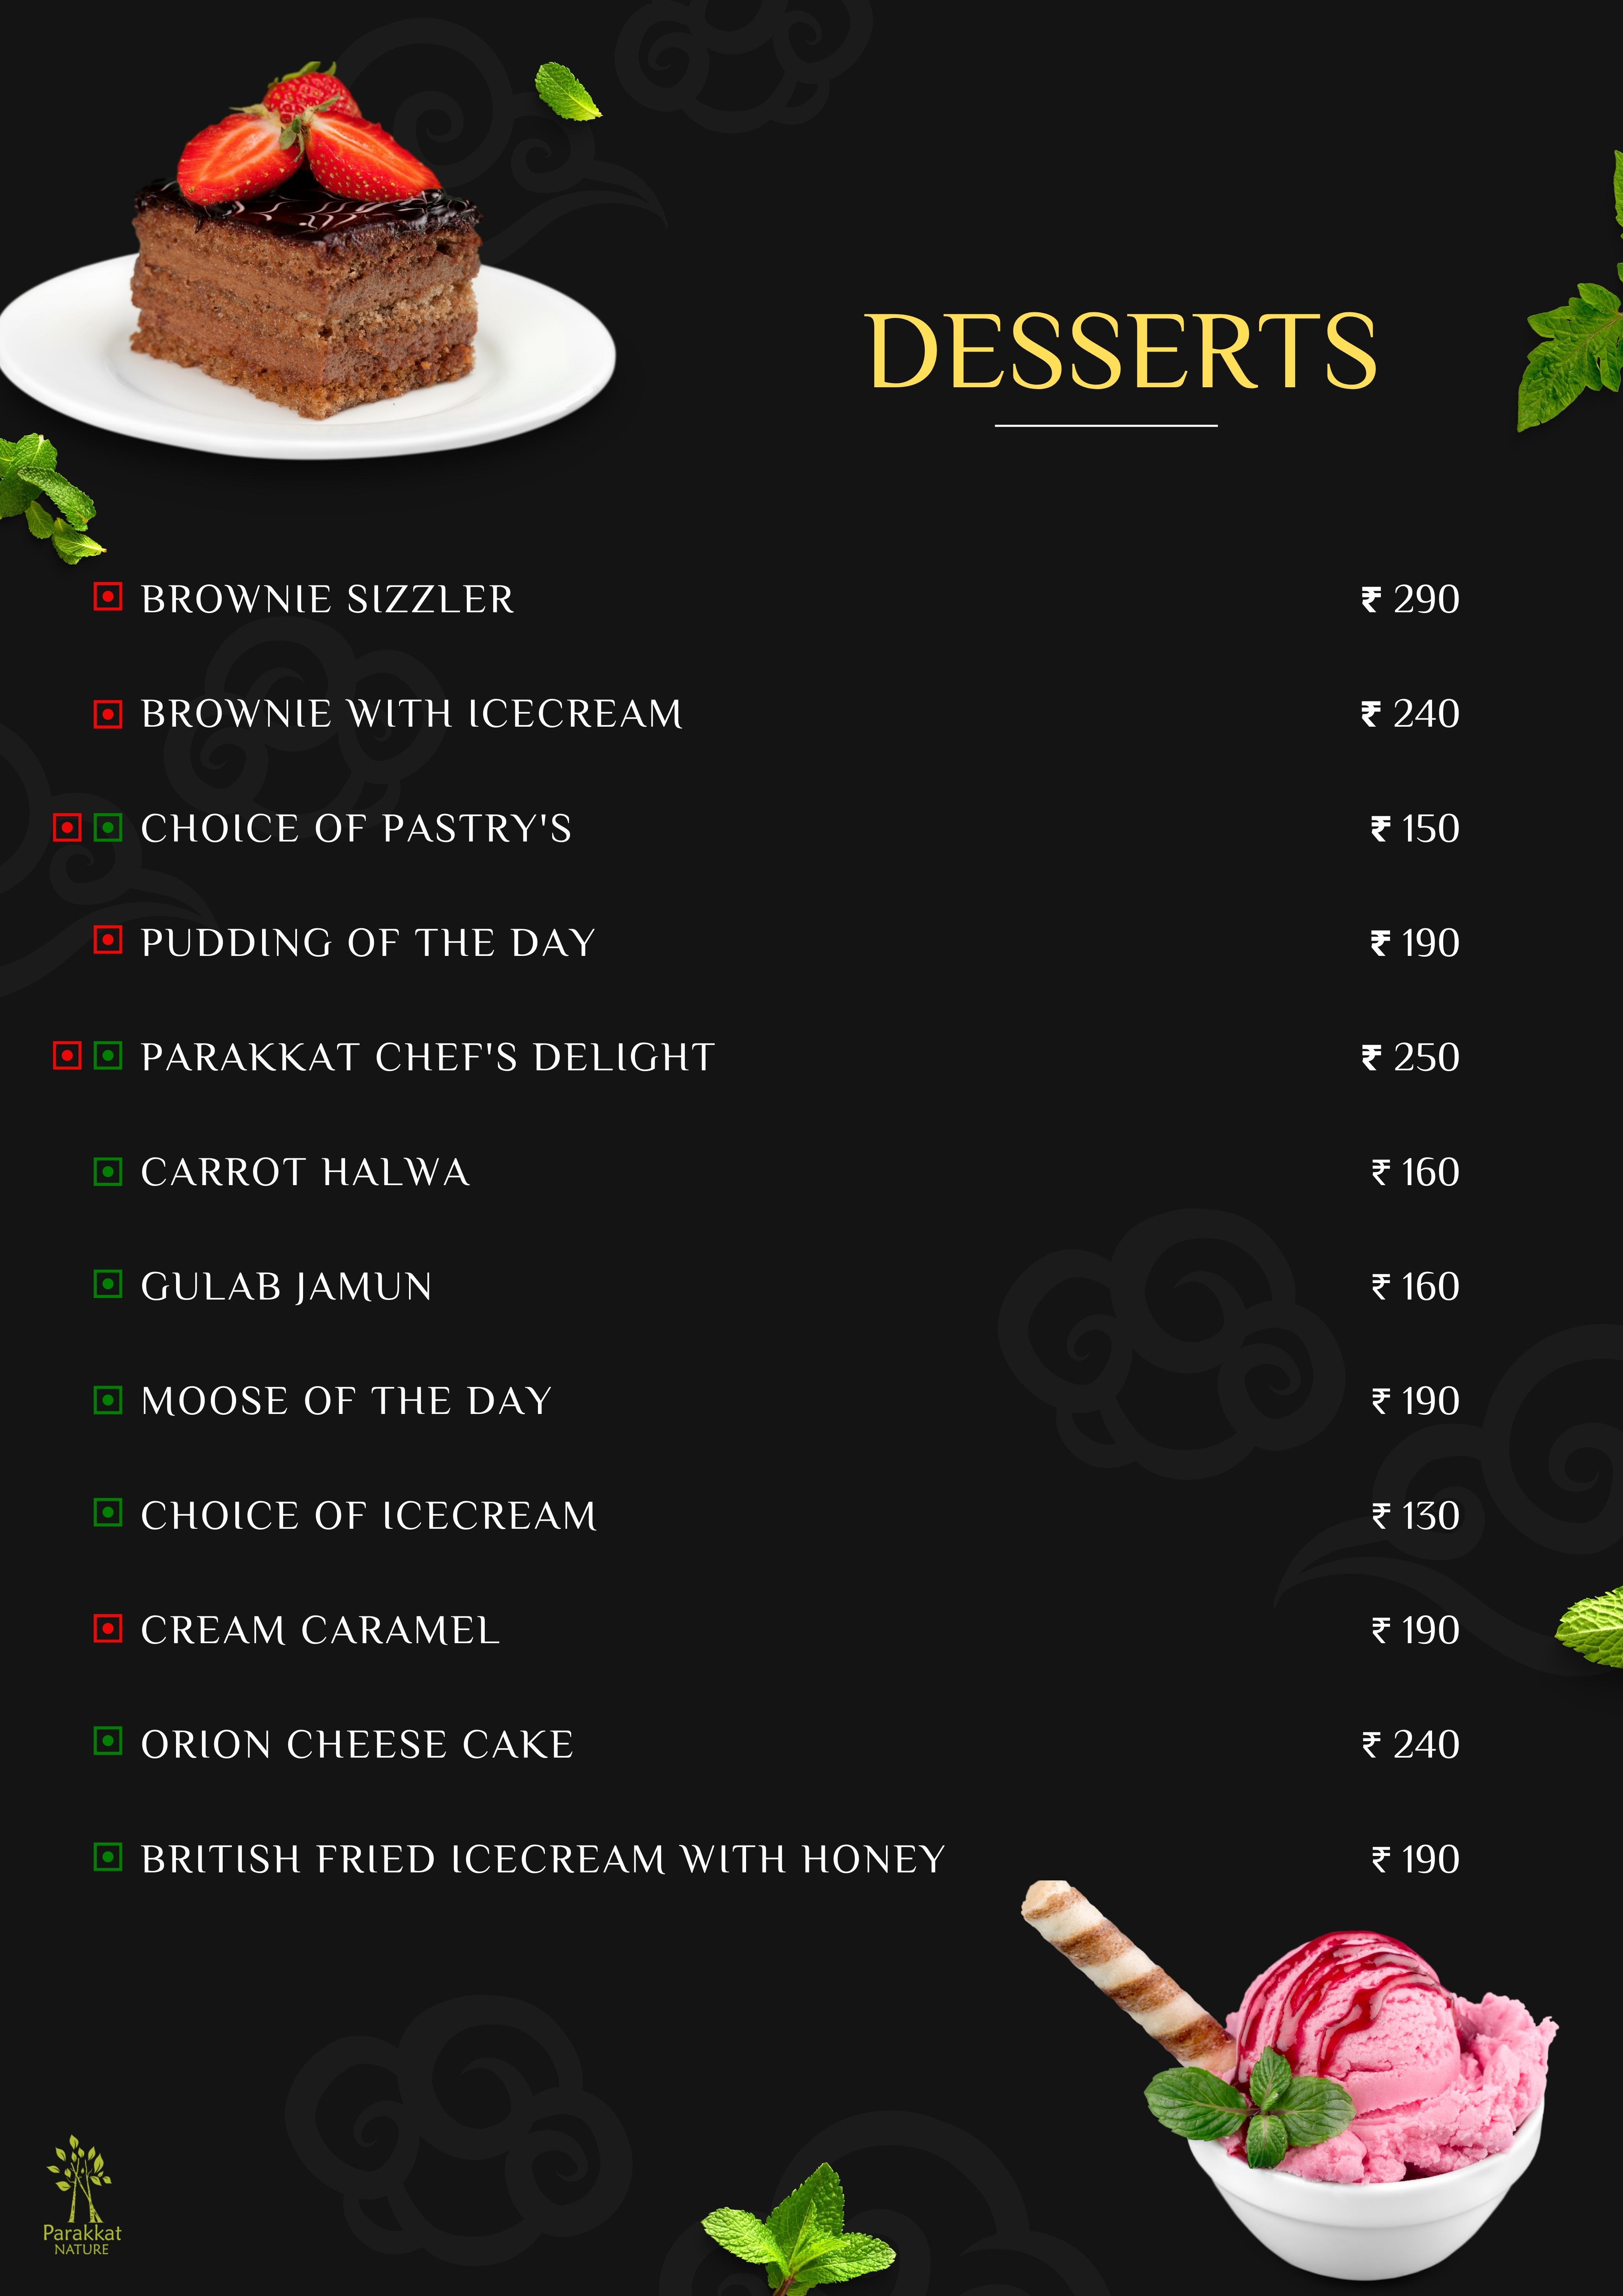 DESSERTS
BROWNIE SIZZLER ₹ 290
BROWNIE WITH ICECREAM ₹ 240
CHOICE OF PASTRY'S ₹ 150
PUDDING OF THE DAY ₹ 190
PARAKKAT CHEF'S DELIGHT ₹ 250
CARROT HALWA ₹ 160
GULAB JAMUN ₹ 160
MOOSE OF THE DAY ₹ 190
CHOICE OF ICECREAM ₹ 130
CREAM CARAMEL ₹ 190
ORION CHEESE CAKE ₹ 240
BRITISH FRIED ICECREAM WITH HONEY ₹ 190
Parakkat
NATURE